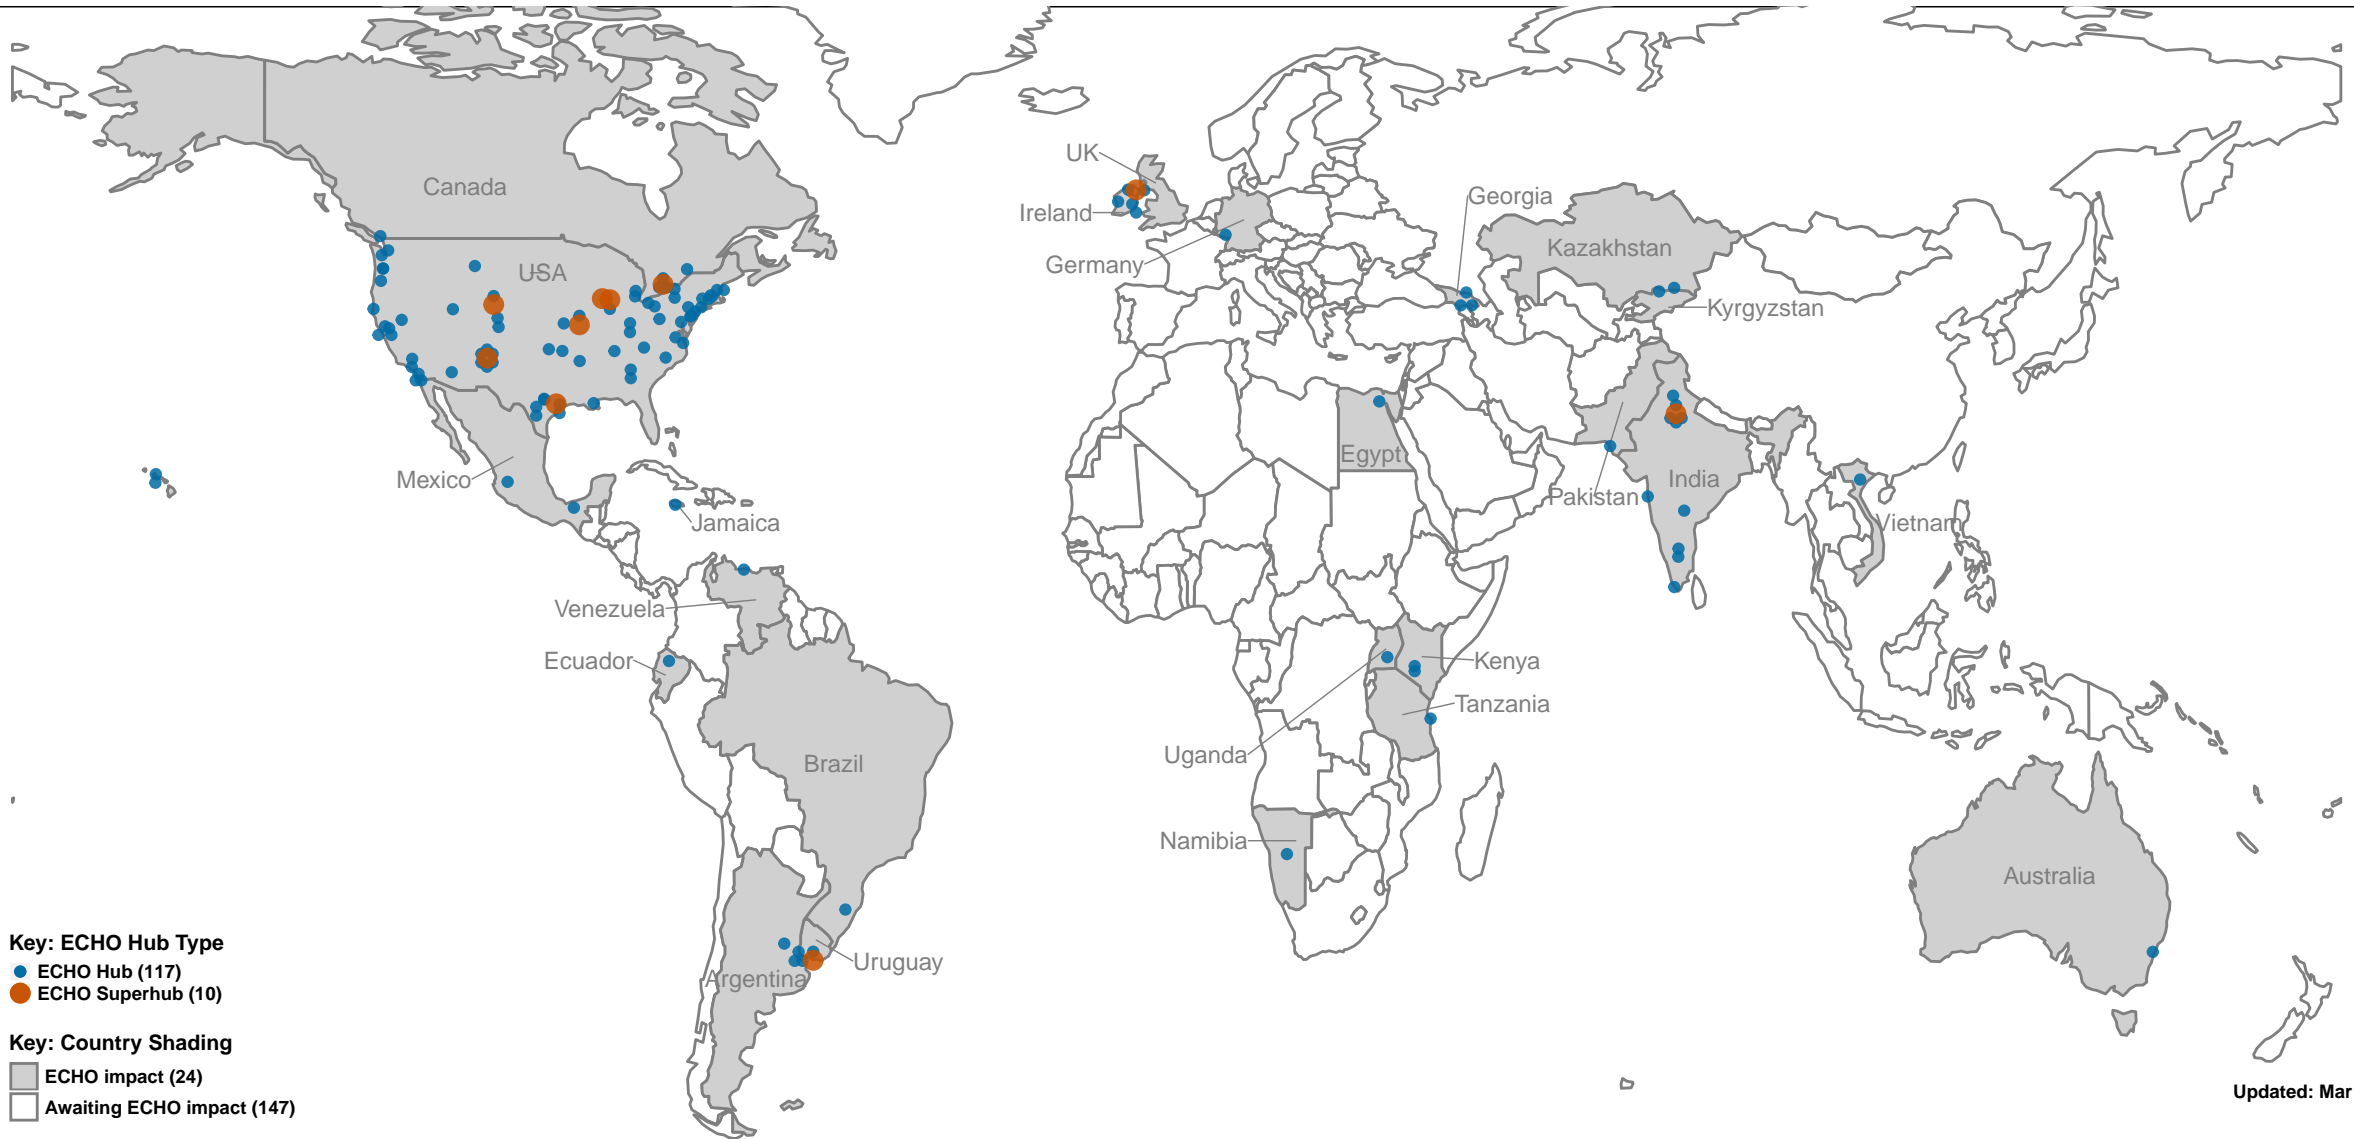 UK
Canada
Georgia
Ireland
Kazakhstan
Germany
USA
Kyrgyzstan
Egypt
Mexico
India
Pakistan
Jamaica
Vietnam
Venezuela
Ecuador
Kenya
Tanzania
Uganda
Brazil
Namibia
Australia
Uruguay
Argentina
Key: ECHO Hub Type
ECHO Hub (117)
ECHO Superhub (10)
Key: Country Shading
ECHO impact (24)
Awaiting ECHO impact (147)
Updated: Mar